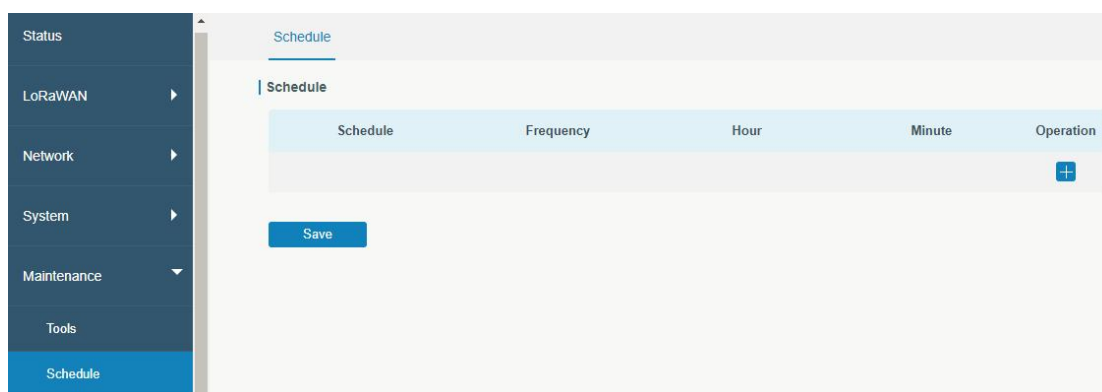 Status
LoRaWAN
Network
System
Maintenance
Tools
Schedule
Schedule
Schedule
Schedule Frequency Hour Minute Operation
Save